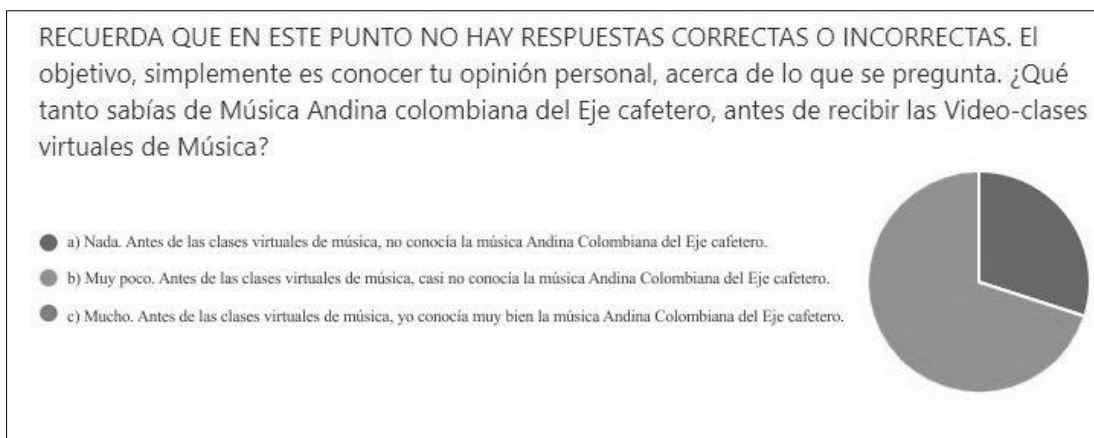 RECUERDA QUE EN ESTE PUNTO NO HAY RESPUESTAS CORRECTAS O INCORRECTAS. El
objetivo, simplemente es conocer tu opinión personal, acerca de lo que se pregunta. ¿Qué
tanto sabías de Música Andina colombiana del Eje cafetero, antes de recibir las Video-clases
virtuales de Música?
a) Nada. Antes de las clases virtuales de música, no conocía la música Andina Colombiana del Eje cafetero.
b) Muy poco. Antes de las clases virtuales de música, casi no conocía la música Andina Colombiana del Eje cafetero.
c) Mucho. Antes de las clases virtuales de música, yo conocía muy bien la música Andina Colombiana del Eje cafetero.